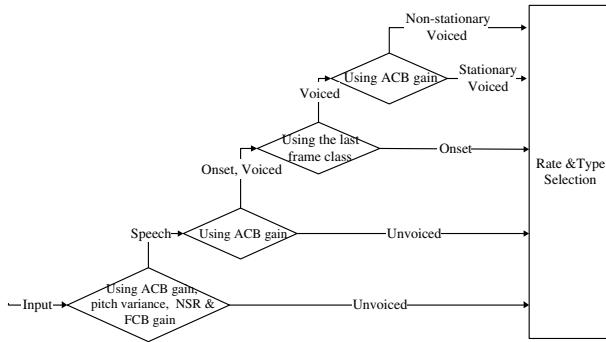 Non-stationary
Voiced
Using ACB gain
Stationary
Voiced
Voiced
Using the last
frame class
Onset
Rate &Type
Selection
Onset, Voiced
Speech
Using ACB gain
Unvoiced
Using ACB gain,
pitch variance, NSR &
FCB gain
Input
Unvoiced